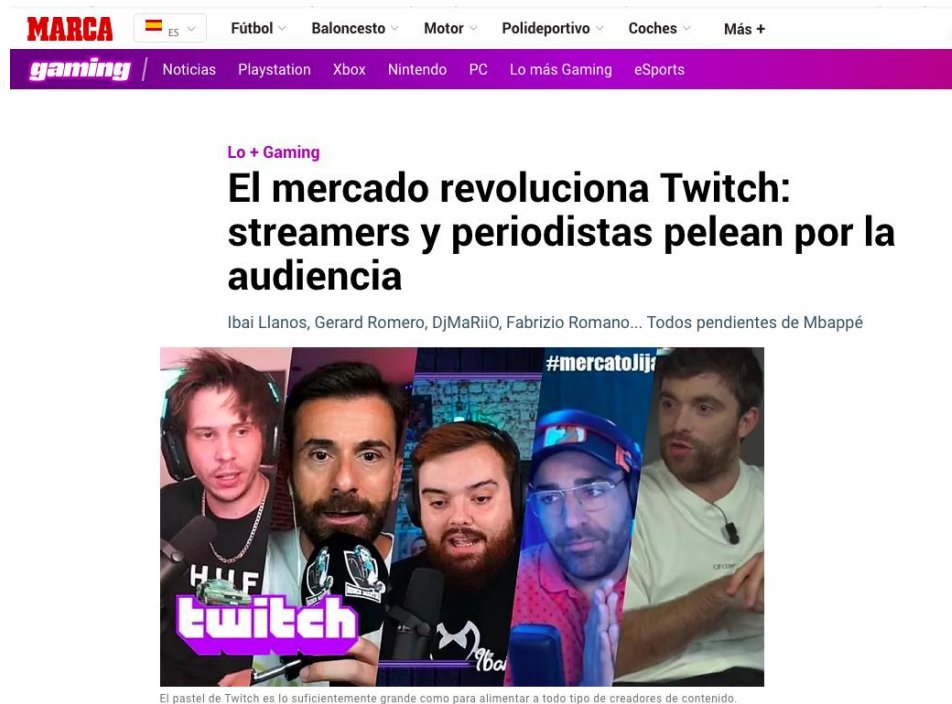 MARCA ES Fútbol Baloncesto Motor Polideportivo Coches Más +
gaming Noticias Playstation Xbox Nintendo PC Lo más Gaming eSports
Lo + Gaming
El mercado revoluciona Twitch:
streamers y periodistas pelean por la
audiencia
Ibai Llanos, Gerard Romero, DjMaRiiO, Fabrizio Romano... Todos pendientes de Mbappé
#mercatoJij
HUF
twitch
Ibai
El pastel de Twitch es lo suficientemente grande como para alimentar a todo tipo de creadores de contenido.